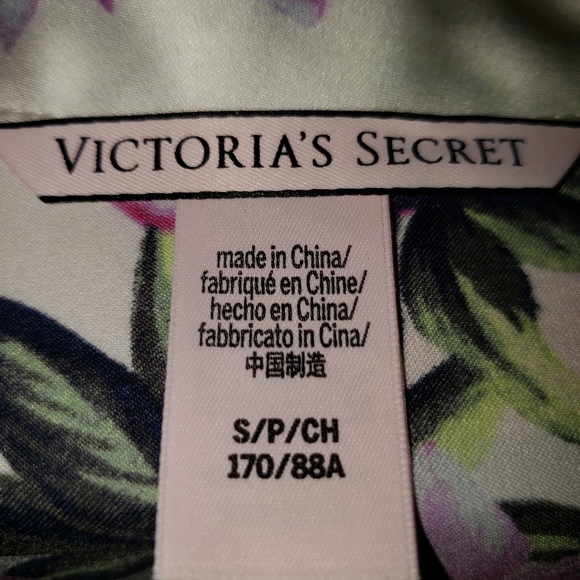 VICTORIA'S SECRET
made in China/
fabriqué en Chine/
hecho en China/
fabbricato in Cina/
中国制造
S/P/CH
170/88A